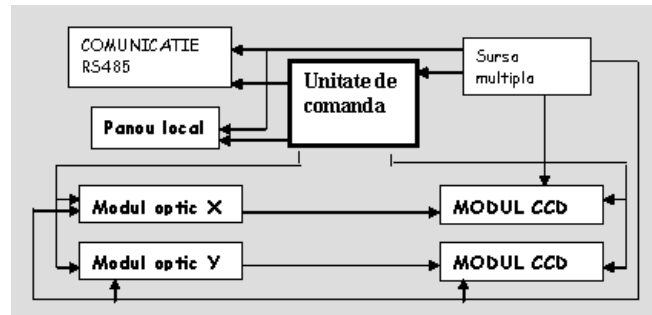 COMUNICATIE
RS485
Sursa
multipla
Unitate de
comanda
Panou local
Modul optic X
MODUL CCD
Modul optic Y
MODUL CCD